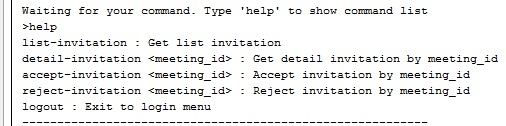 Waiting for your command. Type 'help' to show command list
>help
list-invitation : Get list invitation
detail-invitation <meeting_id> : Get detail invitation by meeting_id
accept-invitation <meeting_id> : Accept invitation by meeting_id
reject-invitation <meeting_id> : Reject invitation by meeting_id
logout : Exit to login menu
----------------------------------------------------------